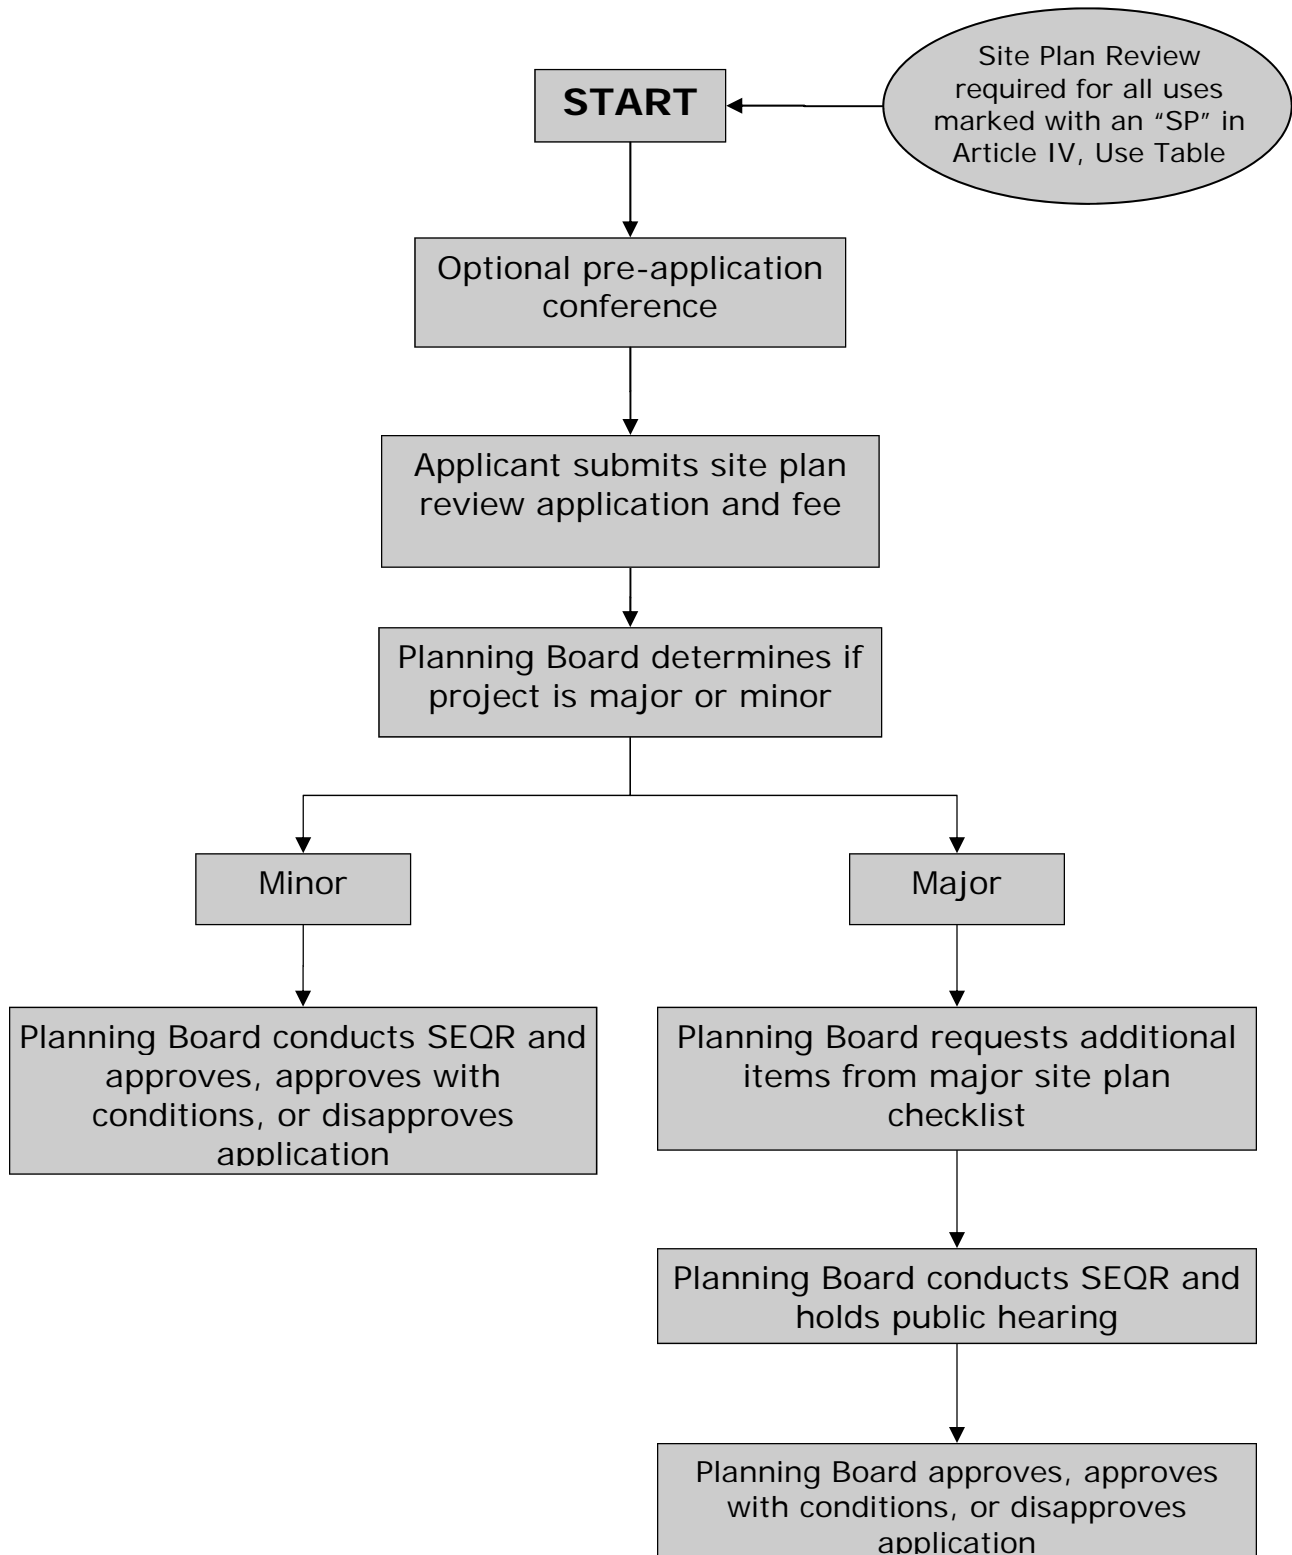 Site Plan Review
required for all uses
marked with an “SP” in
Article IV, Use Table
START
Optional pre-application
conference
Applicant submits site plan
review application and fee
Planning Board determines if
project is major or minor
Minor
Major
Planning Board conducts SEQR and
approves, approves with
conditions, or disapproves
application
Planning Board requests additional
items from major site plan
checklist
Planning Board conducts SEQR and
holds public hearing
Planning Board approves, approves
with conditions, or disapproves
application